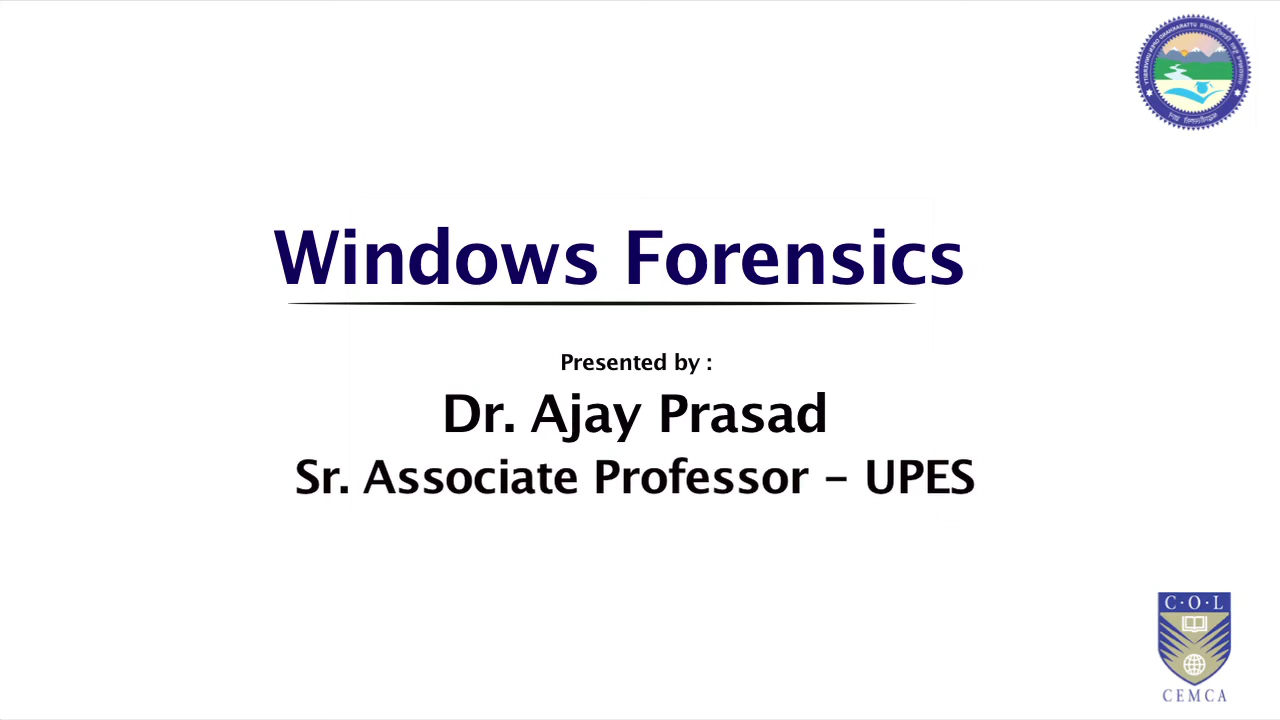 Windows Forensics
Presented by :
Dr. Ajay Prasad
Sr. Associate Professor – UPES
C·O·L
CEMCA